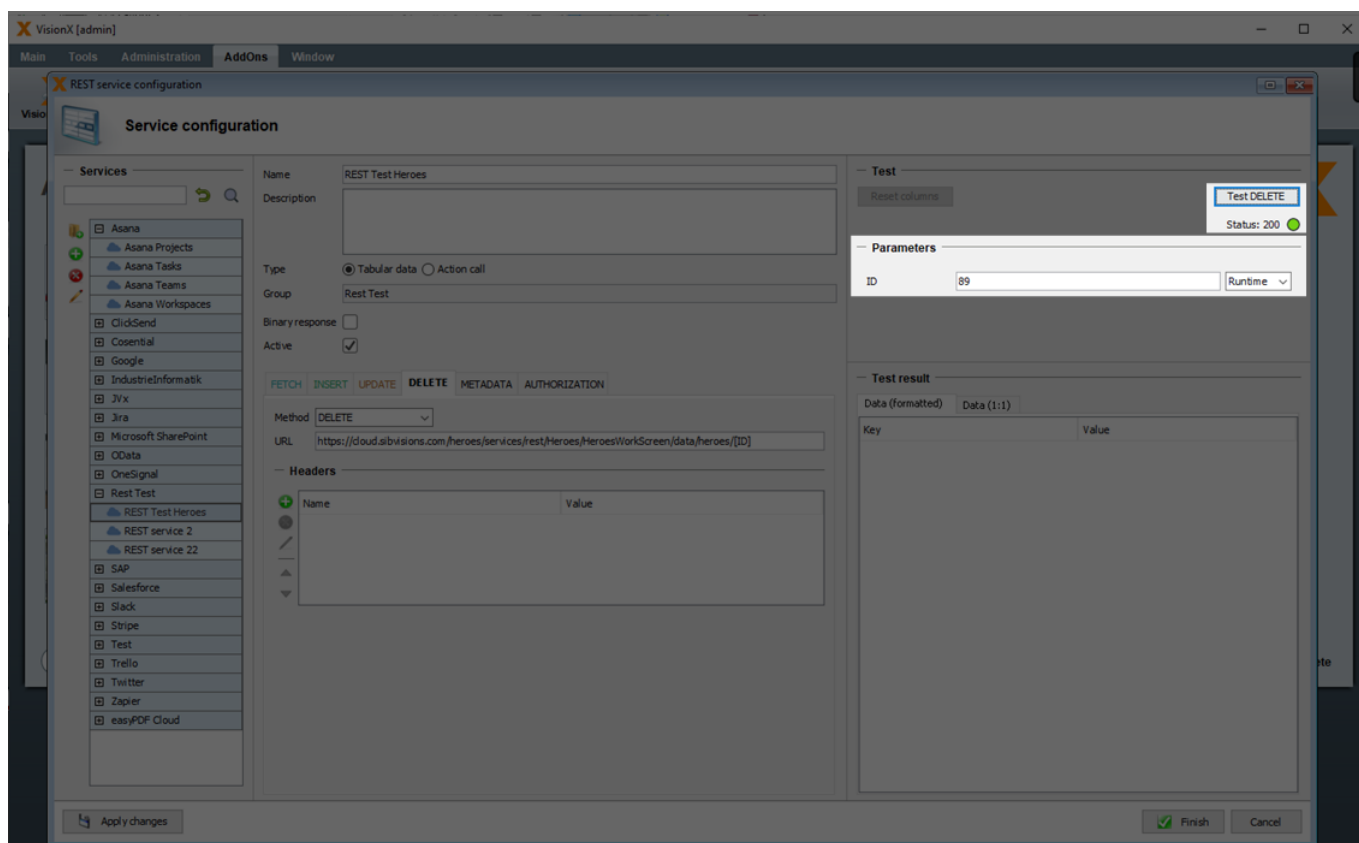 VisionX [admin]
Main Tools Administration AddOns Window
REST service configuration
Visio
Service configuration
Services
Asana
Asana Projects
Asana Tasks
Asana Teams
Asana Workspaces
ClickSend
Cosential
Google
IndustrieInformatik
JVx
Jira
Microsoft SharePoint
OData
OneSignal
Rest Test
REST Test Heroes
REST service 2
REST service 22
SAP
Salesforce
Slack
Stripe
Test
Trello
Twitter
Zapier
easyPDF Cloud
Name REST Test Heroes
Description
Type Tabular data Action call
Group Rest Test
Binary response
Active
FETCH INSERT UPDATE DELETE METADATA AUTHORIZATION
Method DELETE
URL https://cloud.sibvisions.com/heroes/services/rest/Heroes/HeroesWorkScreen/data/heroes/[ID]
Headers
Name Value
Test
Reset columns Test DELETE
Status: 200
Parameters
ID 89 Runtime
Test result
Data (formatted) Data (1:1)
Key Value
ete
Apply changes Finish Cancel